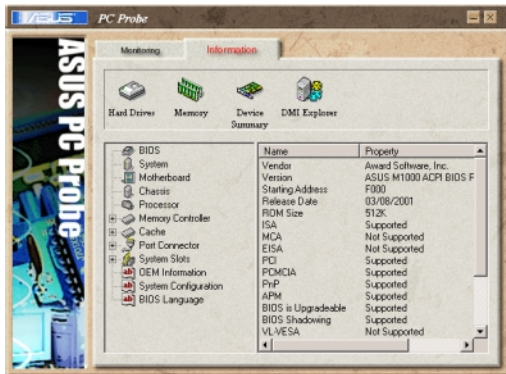 ASUS PC Probe
ASUS PC Probe
Monitoring Information
Hard Drives Memory Device Summary DMI Explorer
BIOS
System
Motherboard
Chassis
Processor
Memory Controller
Cache
Port Connector
System Slots
OEM Information
System Configuration
BIOS Language
Name Property
Vendor Award Software, Inc.
Version ASUS M1000 ACPI BIOS F
Starting Address F000
Release Date 03/08/2001
ROM Size 512K
ISA Supported
MCA Not Supported
EISA Not Supported
PCI Supported
PCMCIA Supported
PnP Supported
APM Supported
BIOS is Upgradeable Supported
BIOS Shadowing Supported
VL-VESA Not Supported